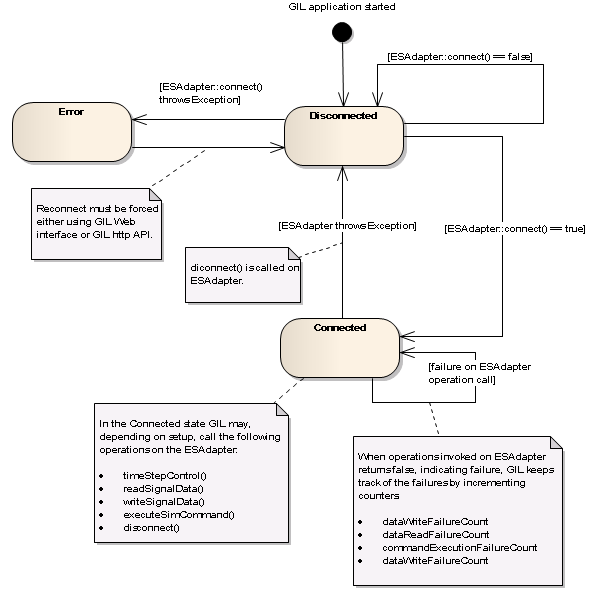 GIL application started
[ESAdapter::connect() == false]
[ESAdapter::connect()
throwsException]
Error
Disconnected
Reconnect must be forced
either using GIL Web
interface or GIL http API.
[ESAdapter throwsException]
[ESAdapter::connect() == true]
diconnect() is called on
ESAdapter.
Connected
[failure on ESAdapter
operation call]
In the Connected state GIL may,
depending on setup, call the following
operations on the ESAdapter:
• timeStepControl()
• readSignalData()
• writeSignalData()
• executeSimCommand()
• disconnect()
When operations invoked on ESAdapter
returns false, indicating failure, GIL keeps
track of the failures by incrementing
counters
• dataWriteFailureCount
• dataReadFailureCount
• commandExecutionFailureCount
• dataWriteFailureCount